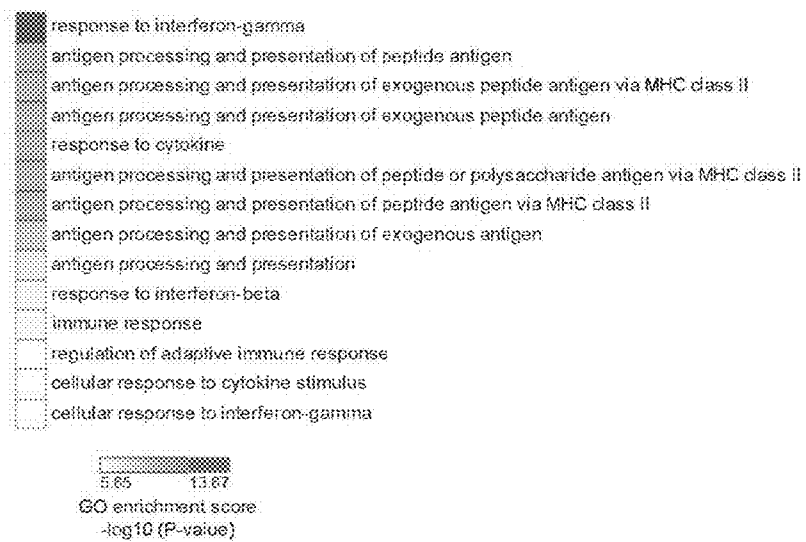 response to interferon-gamma
antigen processing and presentation of peptide antigen
antigen processing and presentation of exogenous peptide antigen via MHC class II
antigen processing and presentation of exogenous peptide antigen
response to cytokine
antigen processing and presentation of peptide or polysaccharide antigen via MHC class II
antigen processing and presentation of peptide antigen via MHC class II
antigen processing and presentation of exogenous antigen
antigen processing and presentation
response to interferon-beta
immune response
regulation of adaptive immune response
cellular response to cytokine stimulus
cellular response to interferon-gamma
13.67
GO enrichment score
-log10 (P-value)